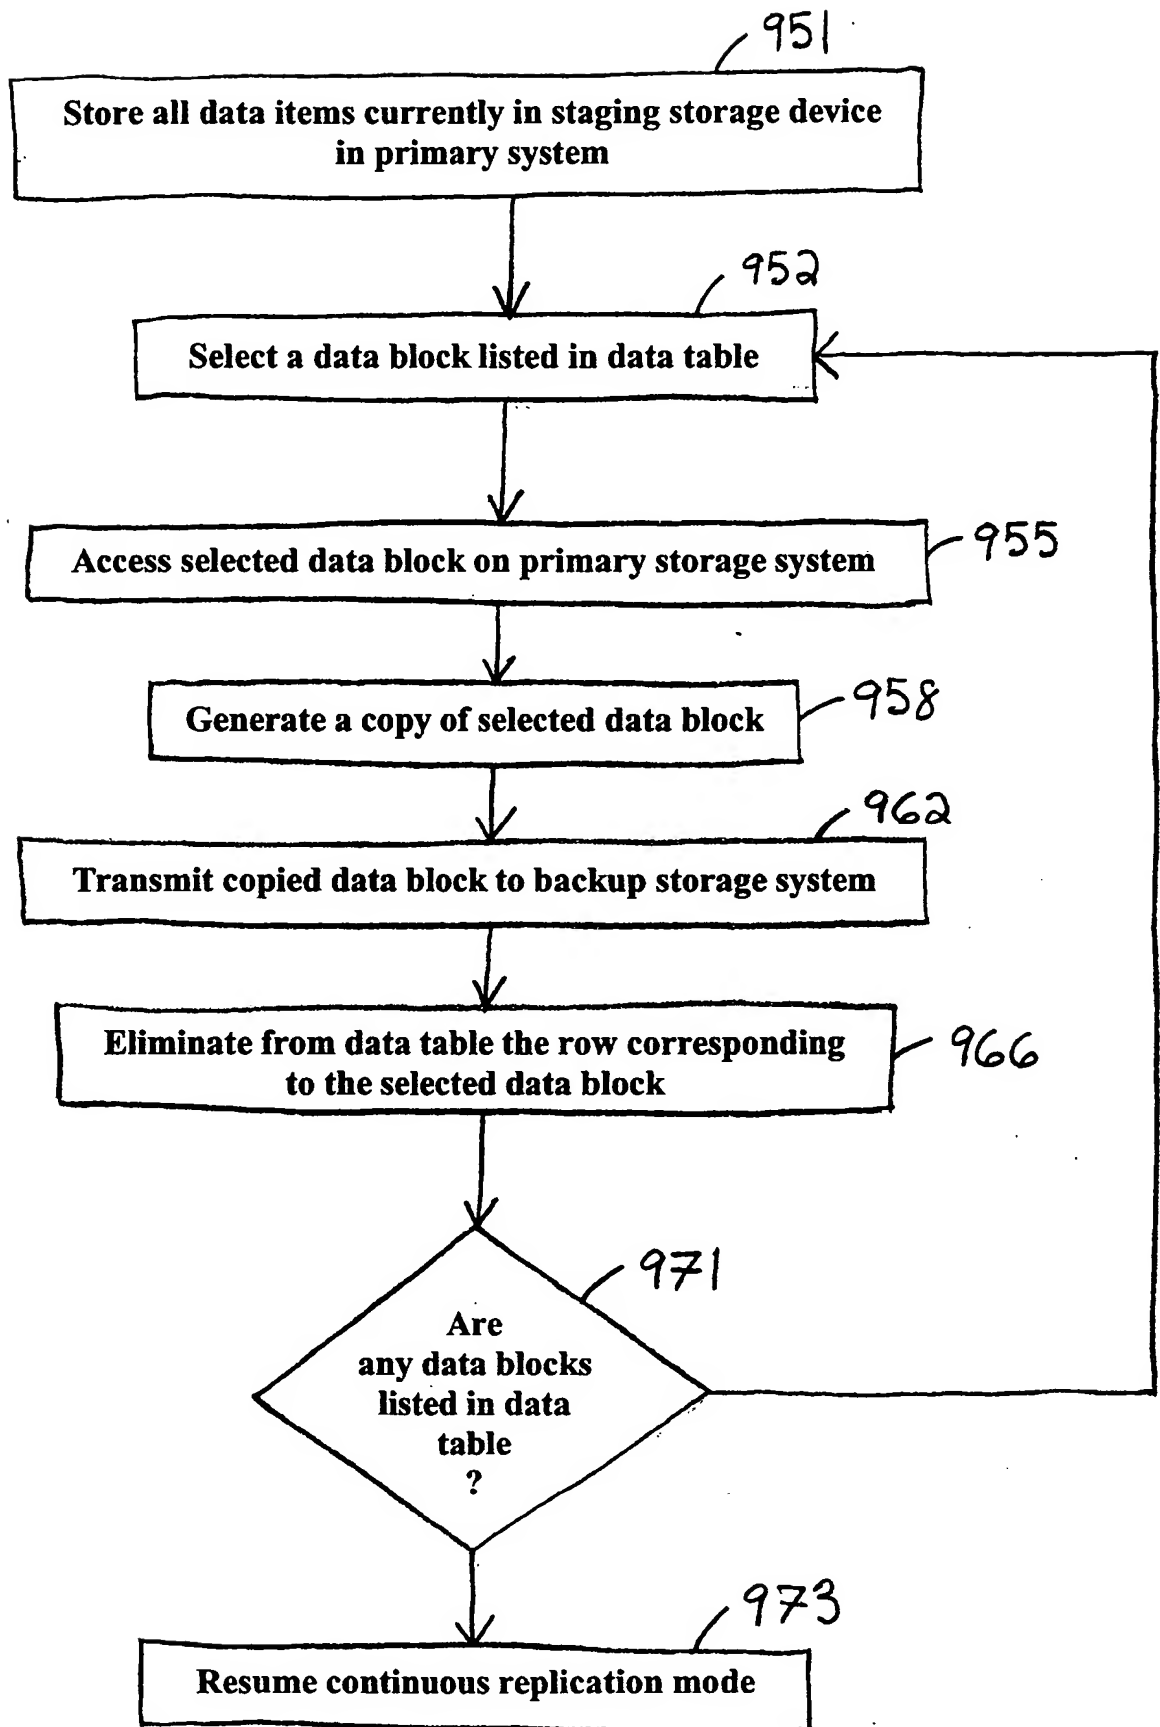 951
Store all data items currently in staging storage device
in primary system
952
Select a data block listed in data table
955
Access selected data block on primary storage system
958
Generate a copy of selected data block
962
Transmit copied data block to backup storage system
Eliminate from data table the row corresponding
to the selected data block
966
971
Are
any data blocks
listed in data
table
?
973
Resume continuous replication mode